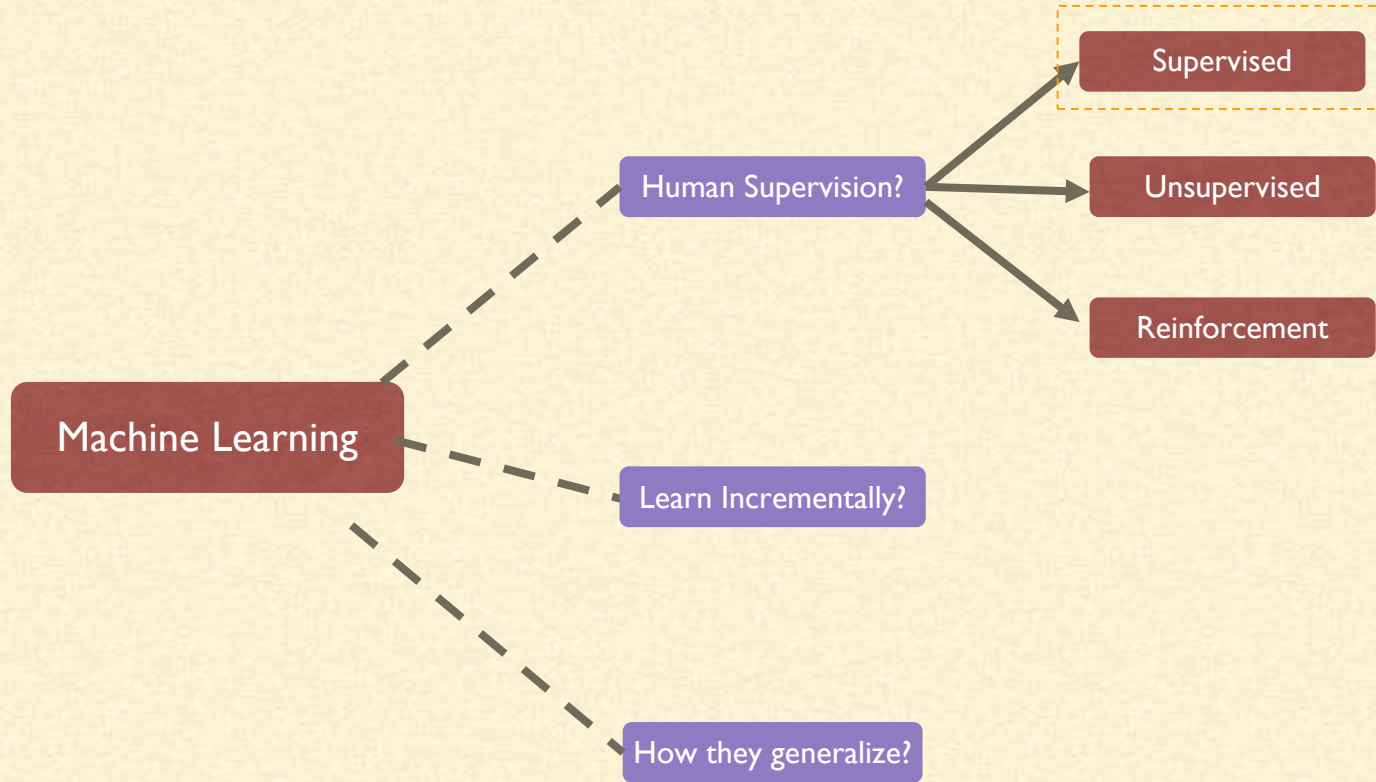 Supervised
Human Supervision?
Unsupervised
Reinforcement
Machine Learning
Learn Incrementally?
How they generalize?